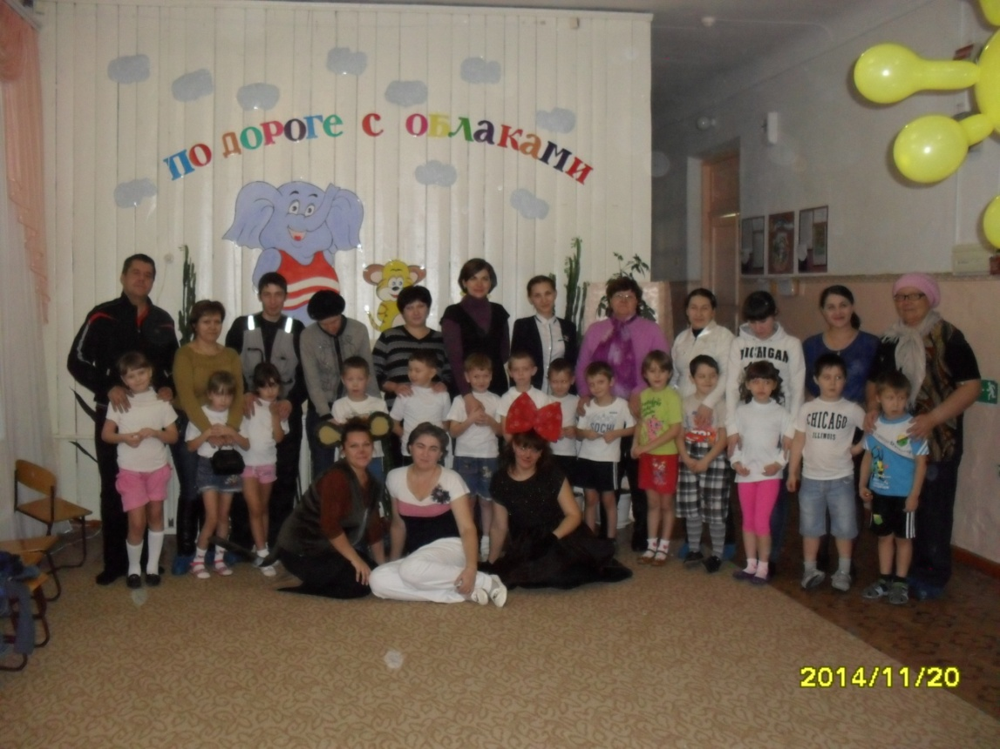 по дороге с облаками
MICHIGAN
CHICAGO
ILLINOIS
SOCHI
2014/11/20